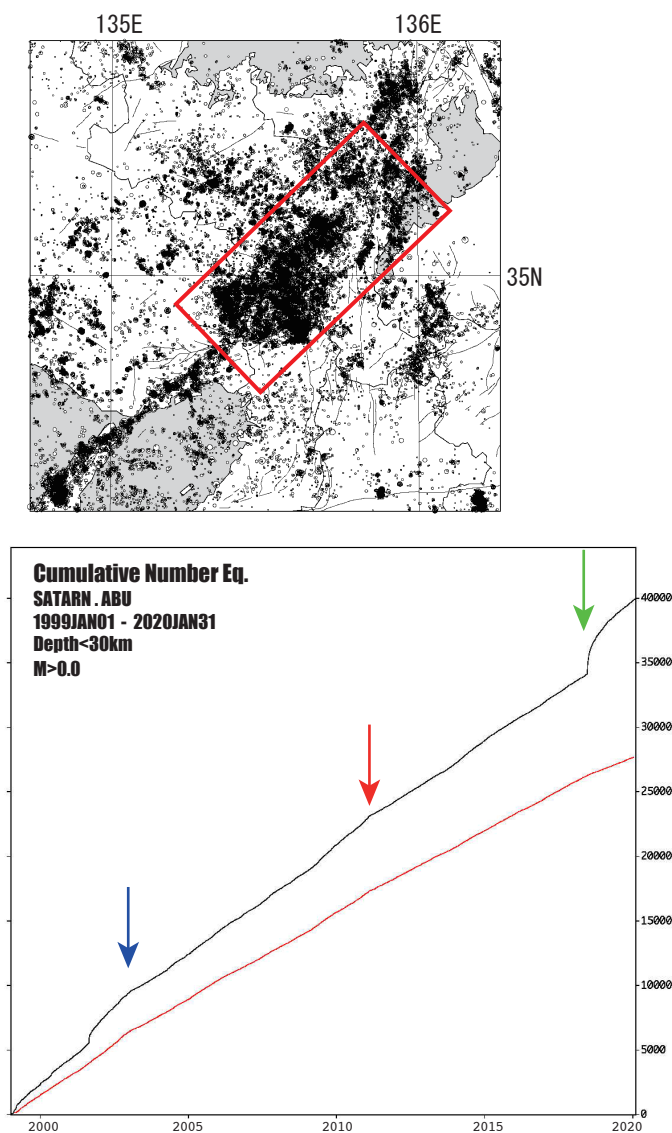 135E 136E
35N
Cumulative Number Eq.
SATARN . ABU
1999JAN01 - 2020JAN31
Depth<30km
M>0.0
40000
35000
30000
25000
20000
15000
10000
5000
0
2000 2005 2010 2015 2020